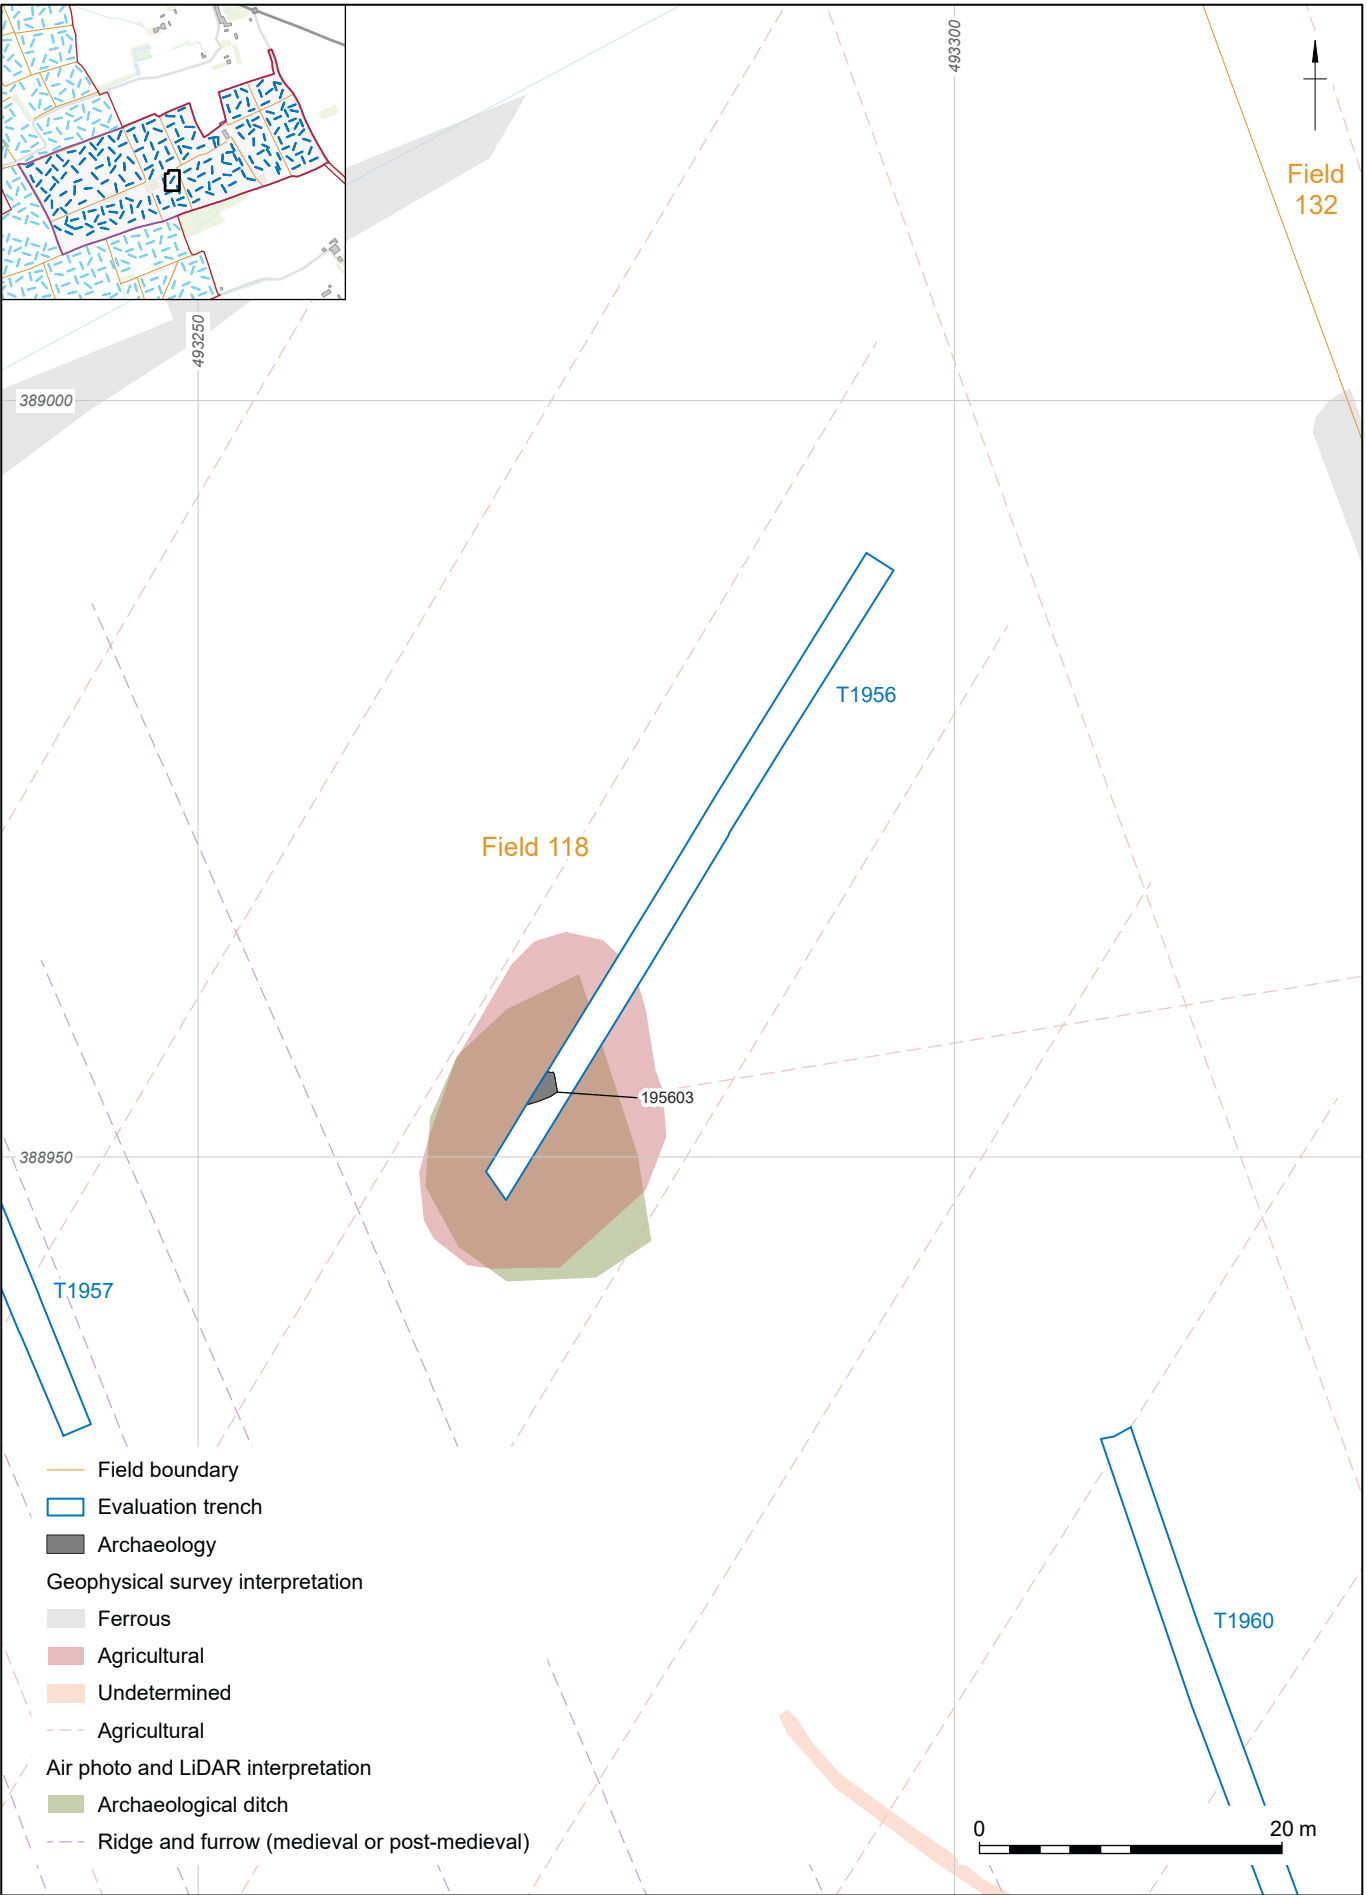 493300
Field
132
493250
389000
T1956
Field 118
195603
388950
T1957
Field boundary
Evaluation trench
Archaeology
Geophysical survey interpretation
Ferrous
Agricultural
Undetermined
Agricultural
Air photo and LiDAR interpretation
Archaeological ditch
Ridge and furrow (medieval or post-medieval)
T1960
0 20 m